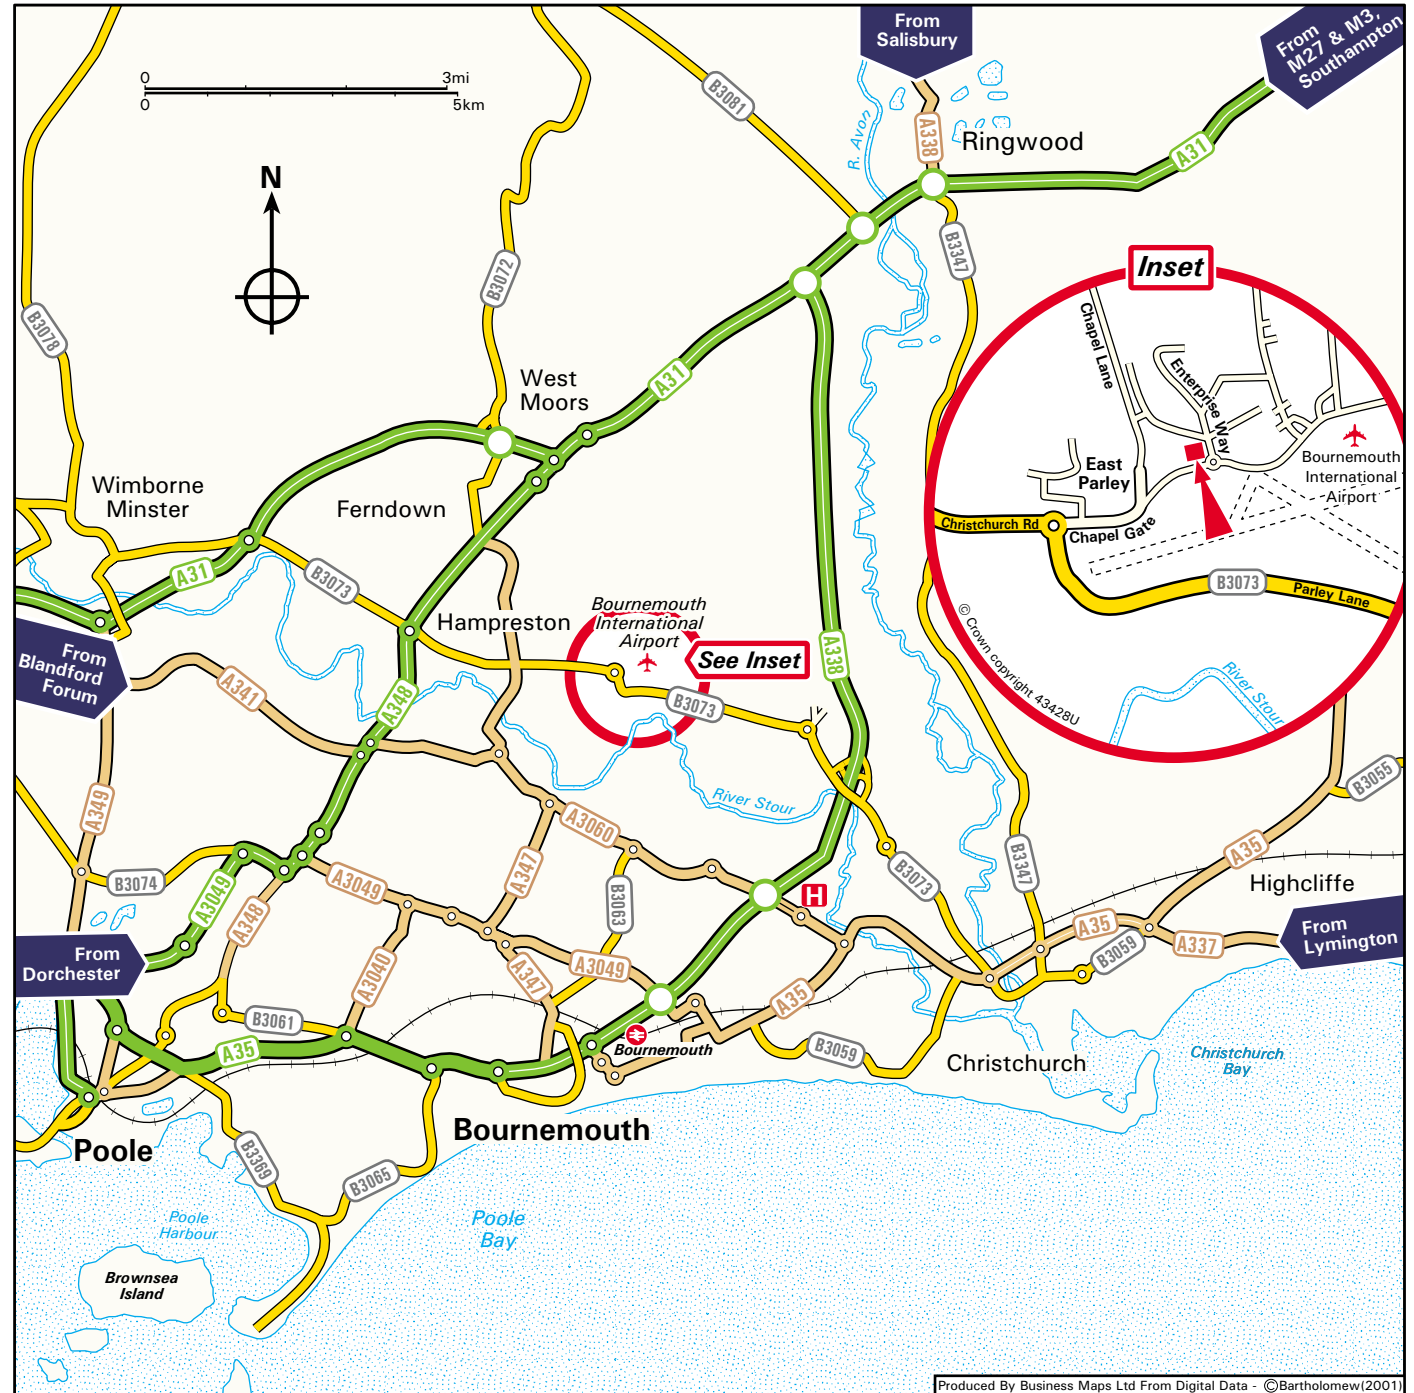 From
Salisbury
From
M27 & M3,
Southampton
0
3mi
0
5km
B3081
R. Avon
A338
Ringwood
A31
N
B3078
B3072
B3347
Inset
Chapel Lane
Enterprise Way
East
Parley
Bournemouth
International
Airport
Christchurch Rd
Chapel Gate
B3073
Parley Lane
© Crown copyright 43428U
River Stour
West
Moors
A31
Wimborne
Minster
Ferndown
A31
B3073
Hampreston
Bournemouth
International
Airport
See Inset
A338
B3073
From
Blandford
Forum
A341
A348
A349
River Stour
A3060
B3055
A35
B3074
A3049
A348
A3049
A347
B3063
B3073
B3347
Highcliffe
H
From
Dorchester
A3040
A347
A3049
A35
A35
B3059
A337
From
Lymington
B3061
A35
Bournemouth
B3059
Christchurch
Christchurch
Bay
Poole
Bournemouth
B3369
B3065
Poole
Harbour
Poole
Bay
Brownsea
Island
Produced By Business Maps Ltd From Digital Data - ©Bartholomew(2001)